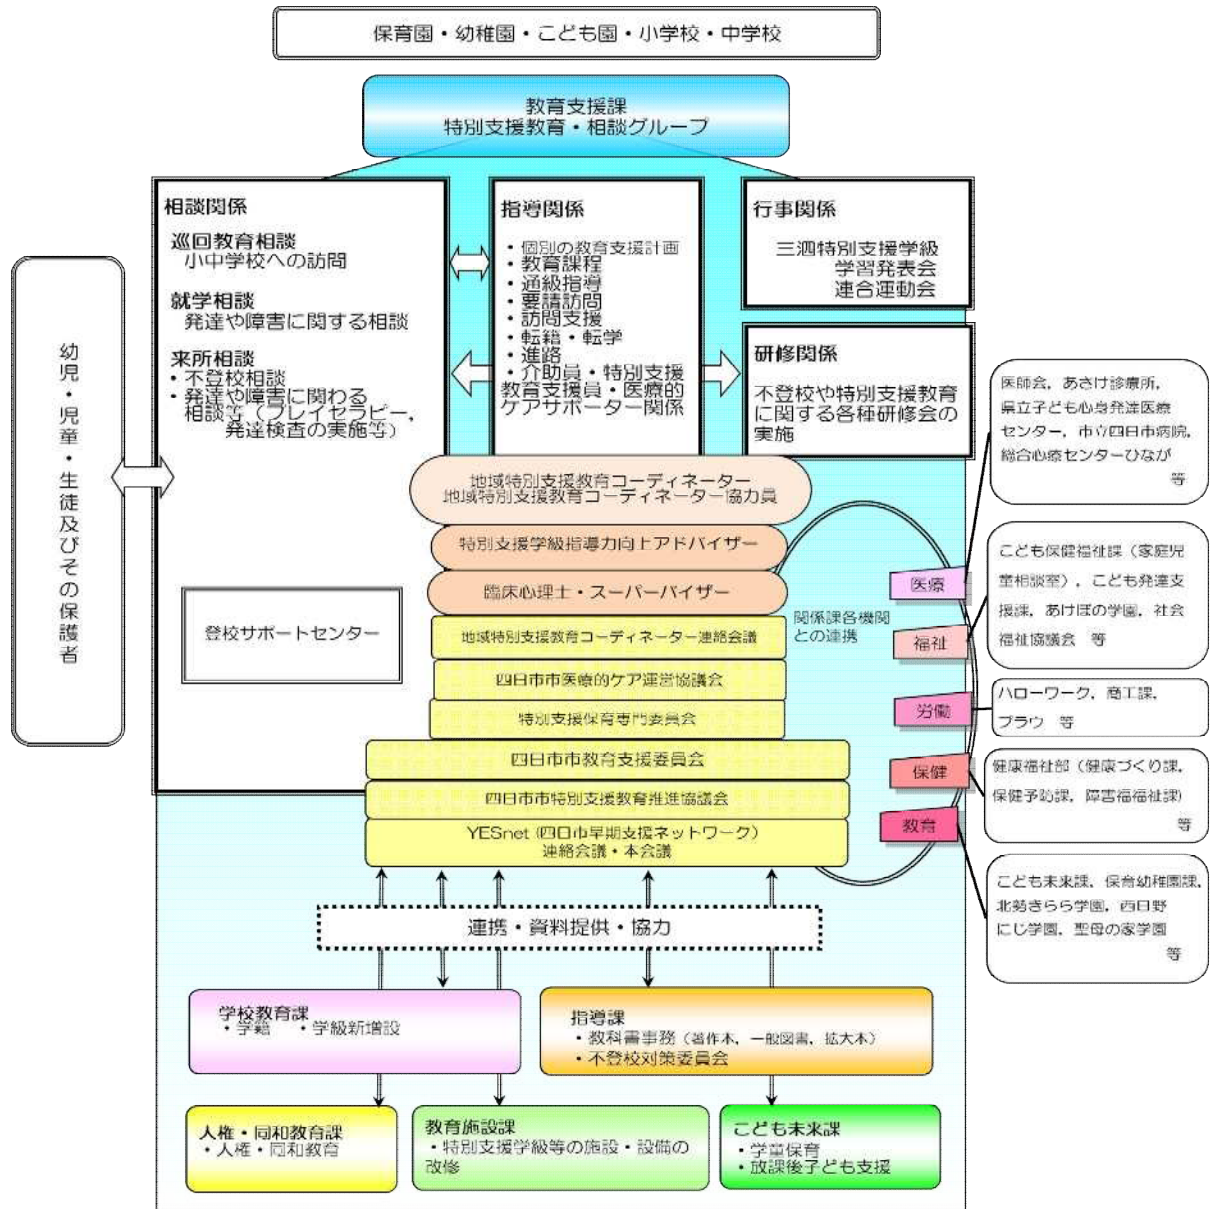 保育園・幼稚園・こども園・小学校・中学校
教育支援課
特別支援教育・相談グループ
相談関係
巡回教育相談
小中学校への訪問
就学相談
発達や障害に関する相談
来所相談
・不登校相談
・発達や障害に関わる
相談等（プレイセラピー，
発達検査の実施等）
登校サポートセンター
指導関係
・個別の教育支援計画
・教育課程
・通級指導
・要請訪問
・訪問支援
・転籍・転学
・進路
・介助員・特別支援
教育支援員・医療的
ケアサポーター関係
行事関係
三泗特別支援学級
学習発表会
連合運動会
研修関係
不登校や特別支援教育
に関する各種研修会の
実施
幼児・児童・生徒及びその保護者
地域特別支援教育コーディネーター
地域特別支援教育コーディネーター協力員
特別支援学級指導力向上アドバイザー
臨床心理士・スーパーバイザー
地域特別支援教育コーディネーター連絡会議
四日市市医療的ケア運営協議会
特別支援保育専門委員会
四日市市教育支援委員会
四日市市特別支援教育推進協議会
YESnet（四日市早期支援ネットワーク）
連絡会議・本会議
関係課各機関
との連携
医療
福祉
労働
保健
教育
医師会，あさけ診療所，
県立子ども心身発達医療
センター，市立四日市病院，
総合心療センターひなが
等
こども保健福祉課（家庭児
童相談室），こども発達支
援課，あけぼの学園，社会
福祉協議会　等
ハローワーク，商工課，
プラウ　等
健康福祉部（健康づくり課，
保健予防課，障害福福祉課）
等
こども未来課，保育幼稚園課，
北勢きらら学園，西日野
にじ学園，聖母の家学園
等
連携・資料提供・協力
学校教育課
・学籍　・学級新増設
指導課
・教科書事務（著作本，一般図書，拡大本）
・不登校対策委員会
人権・同和教育課
・人権・同和教育
教育施設課
・特別支援学級等の施設・設備の
改修
こども未来課
・学童保育
・放課後子ども支援